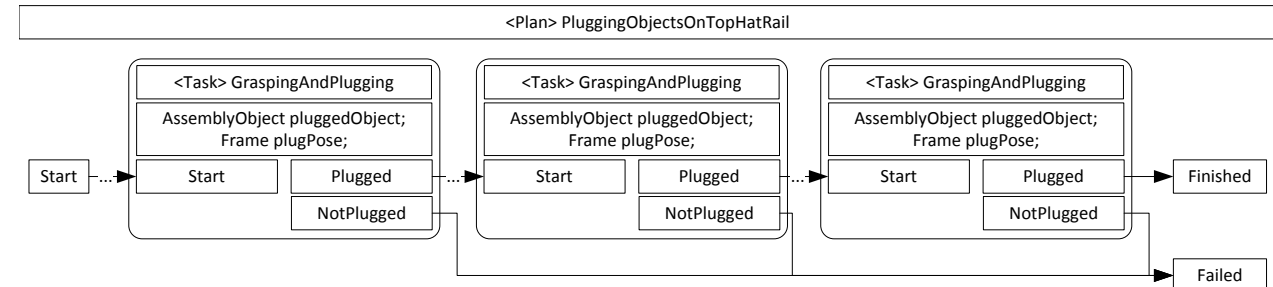 <Plan> PluggingObjectsOnTopHatRail
<Task> GraspingAndPlugging
AssemblyObject pluggedObject;
Frame plugPose;
Start
Plugged
NotPlugged
<Task> GraspingAndPlugging
AssemblyObject pluggedObject;
Frame plugPose;
Start
Plugged
NotPlugged
<Task> GraspingAndPlugging
AssemblyObject pluggedObject;
Frame plugPose;
Start
Plugged
NotPlugged
Start
...
...
...
Finished
Failed